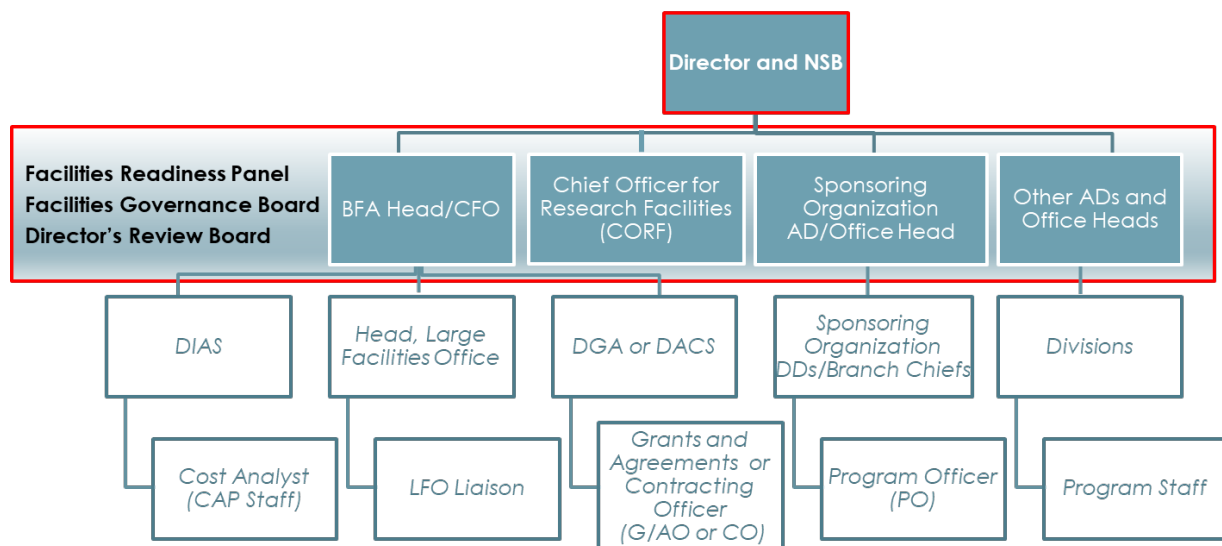 Director and NSB
Facilities Readiness Panel
Facilities Governance Board
Director's Review Board
BFA Head/CFO
Chief Officer for
Research Facilities
(CORF)
Sponsoring
Organization
AD/Office Head
Other ADs and
Office Heads
DIAS
Head, Large
Facilities Office
DGA or DACS
Sponsoring
Organization
DDs/Branch Chiefs
Divisions
Cost Analyst
(CAP Staff)
LFO Liaison
Grants and
Agreements or
Contracting
Officer
(G/AO or CO)
Program Officer
(PO)
Program Staff